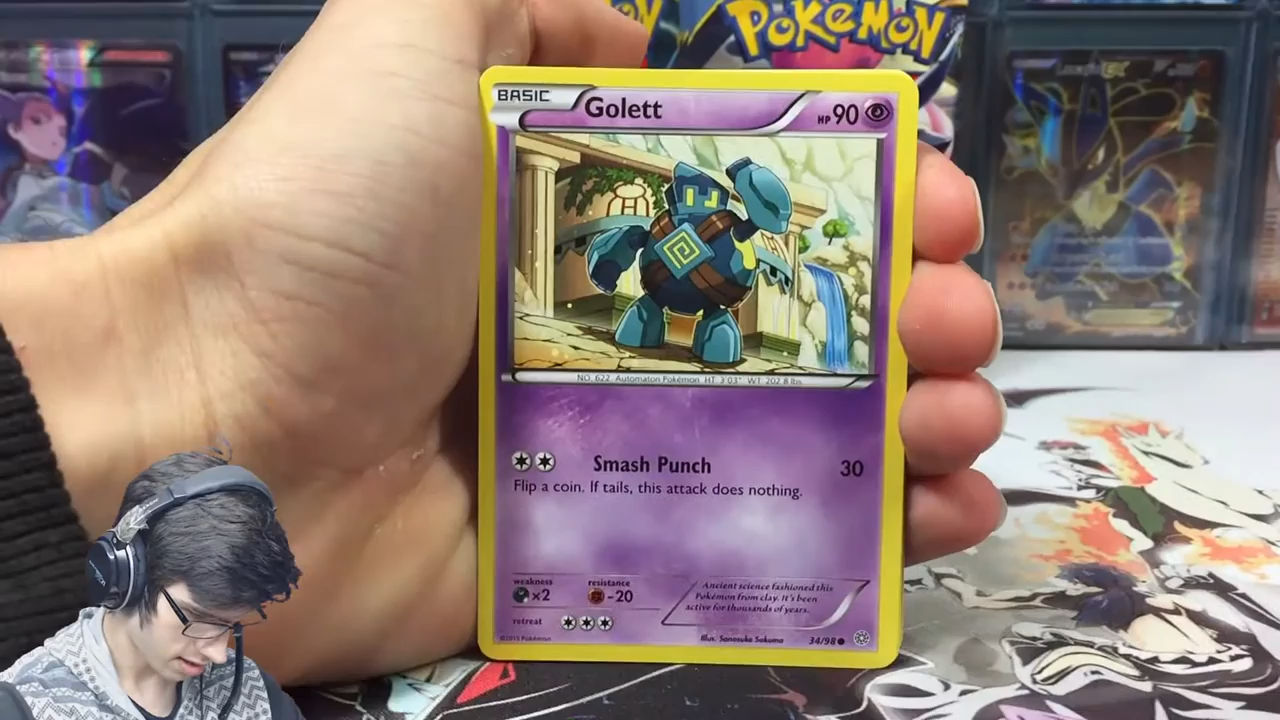 POKéMON
BASIC
Golett
HP 90
NO. 622 Automaton Pokémon HT: 3'03" WT: 202.8 lbs.
Smash Punch 30
Flip a coin. If tails, this attack does nothing.
weakness resistance
×2 -20
retreat
Ancient science fashioned this
Pokémon from clay. It's been
active for thousands of years.
©2015 Pokémon
Illus. Sanosuke Sakuma
34/98